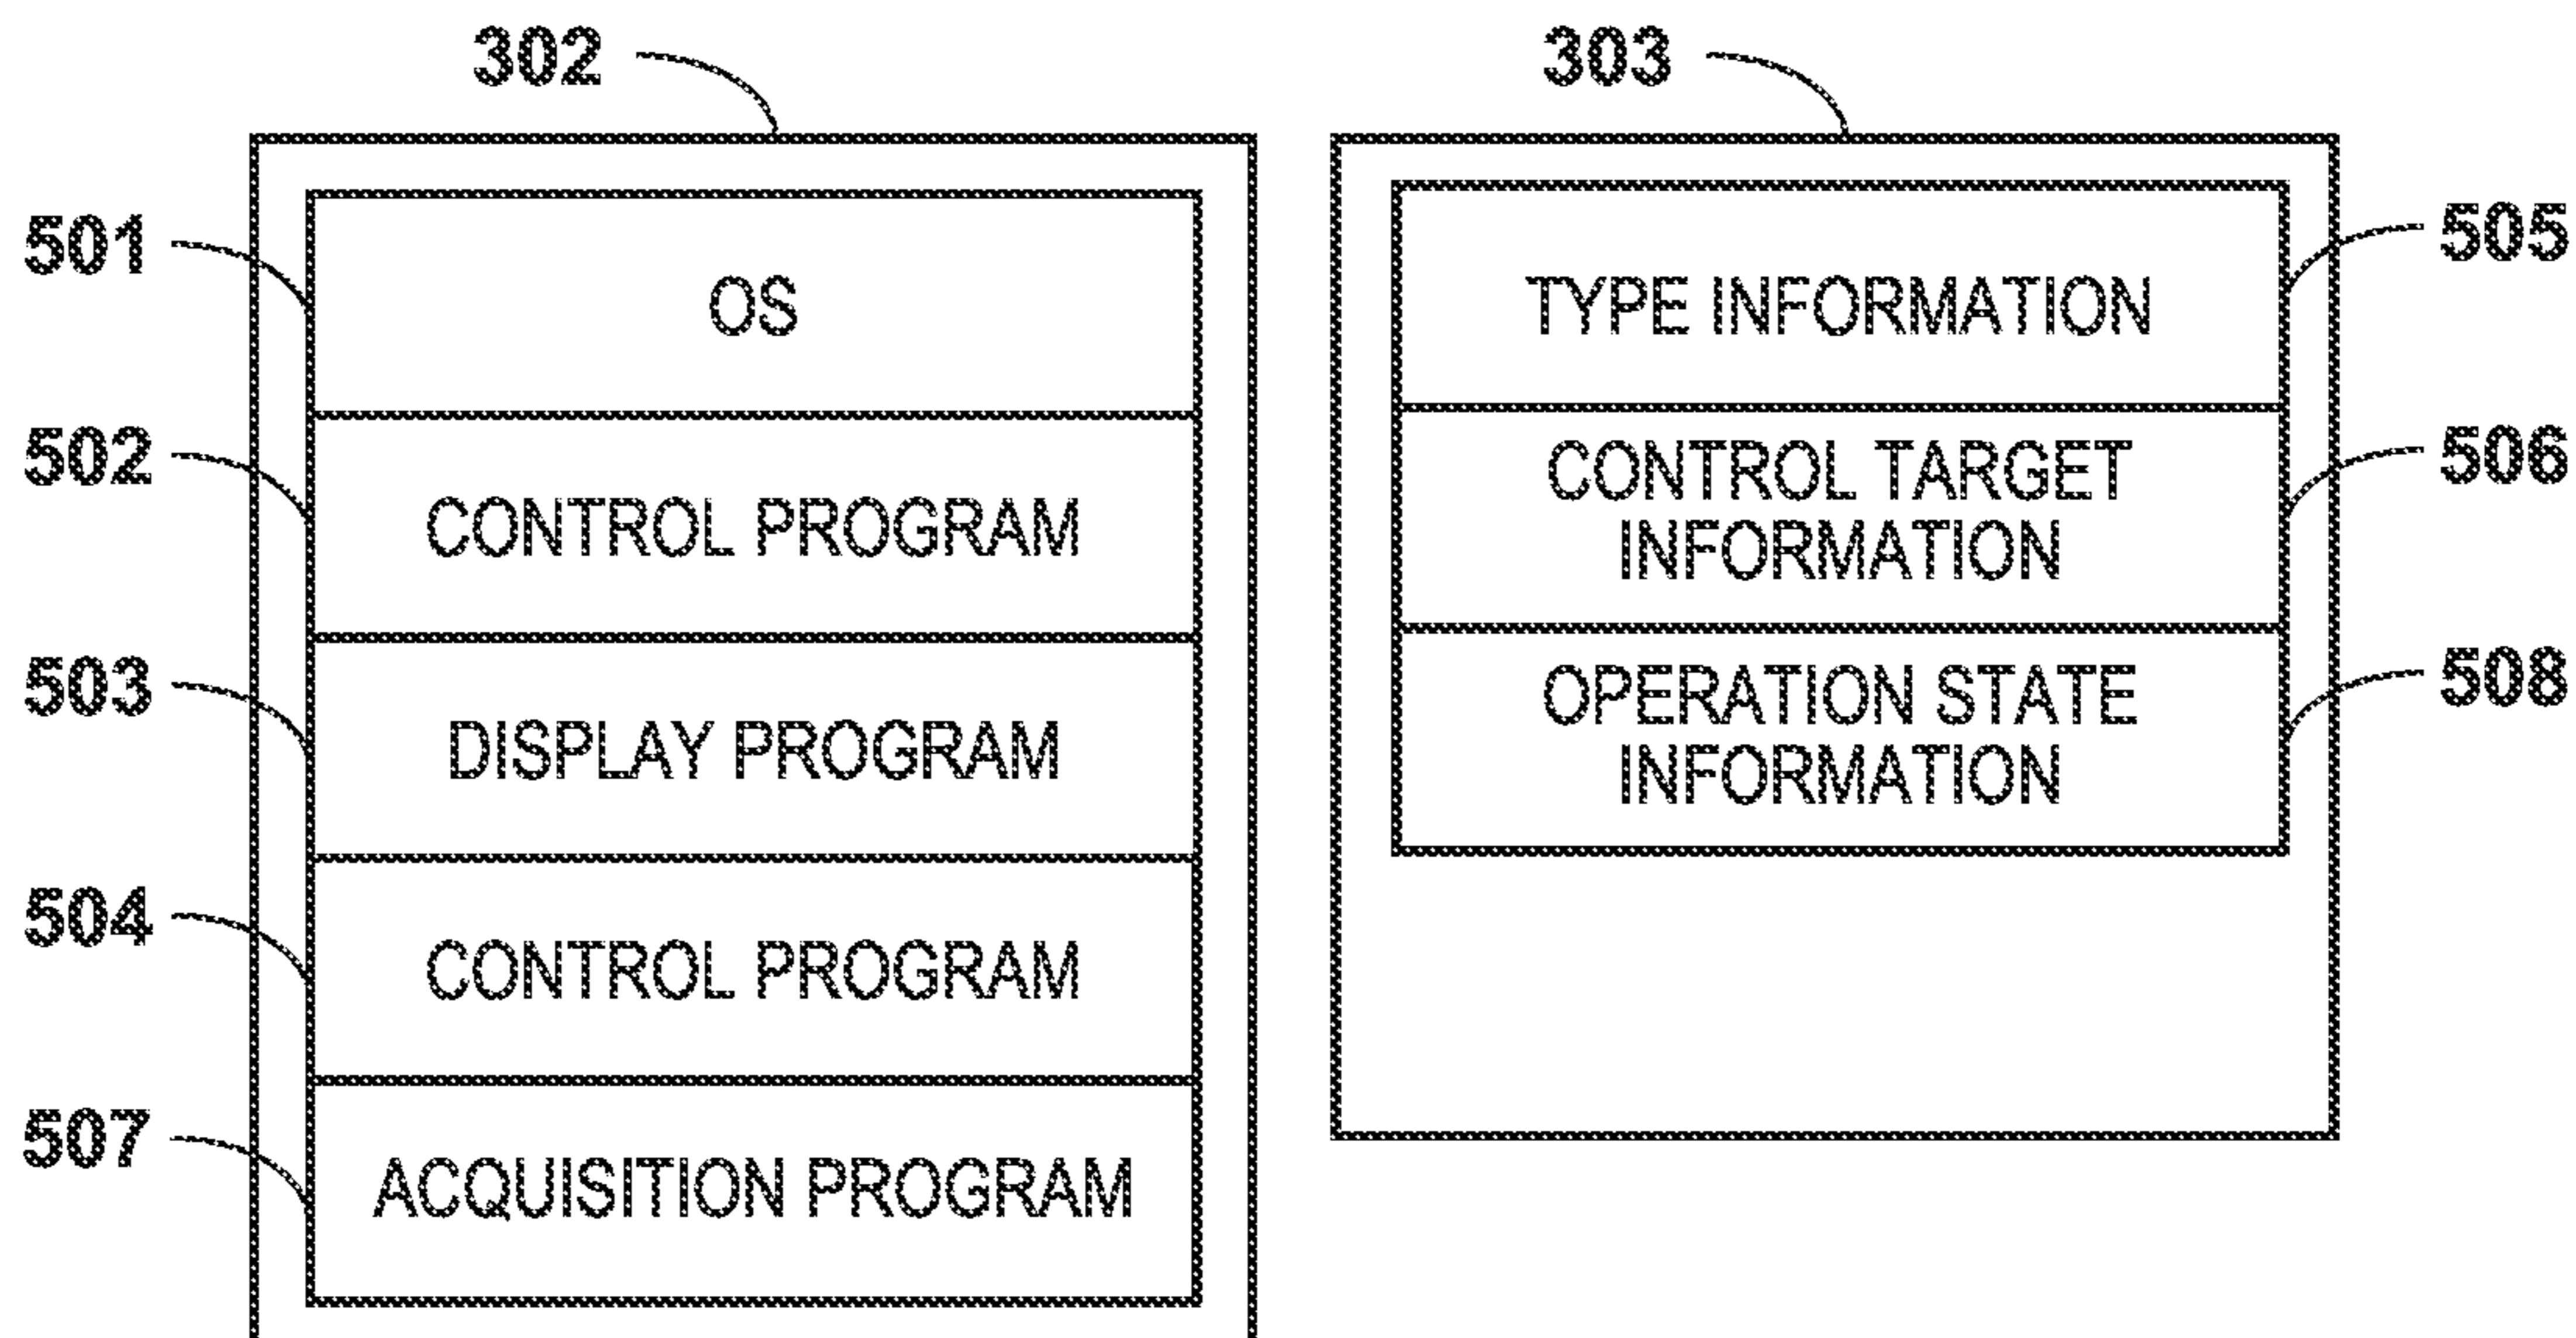 302
303
501
OS
502
CONTROL PROGRAM
503
DISPLAY PROGRAM
504
CONTROL PROGRAM
507
ACQUISITION PROGRAM
TYPE INFORMATION
505
CONTROL TARGET
INFORMATION
506
OPERATION STATE
INFORMATION
508